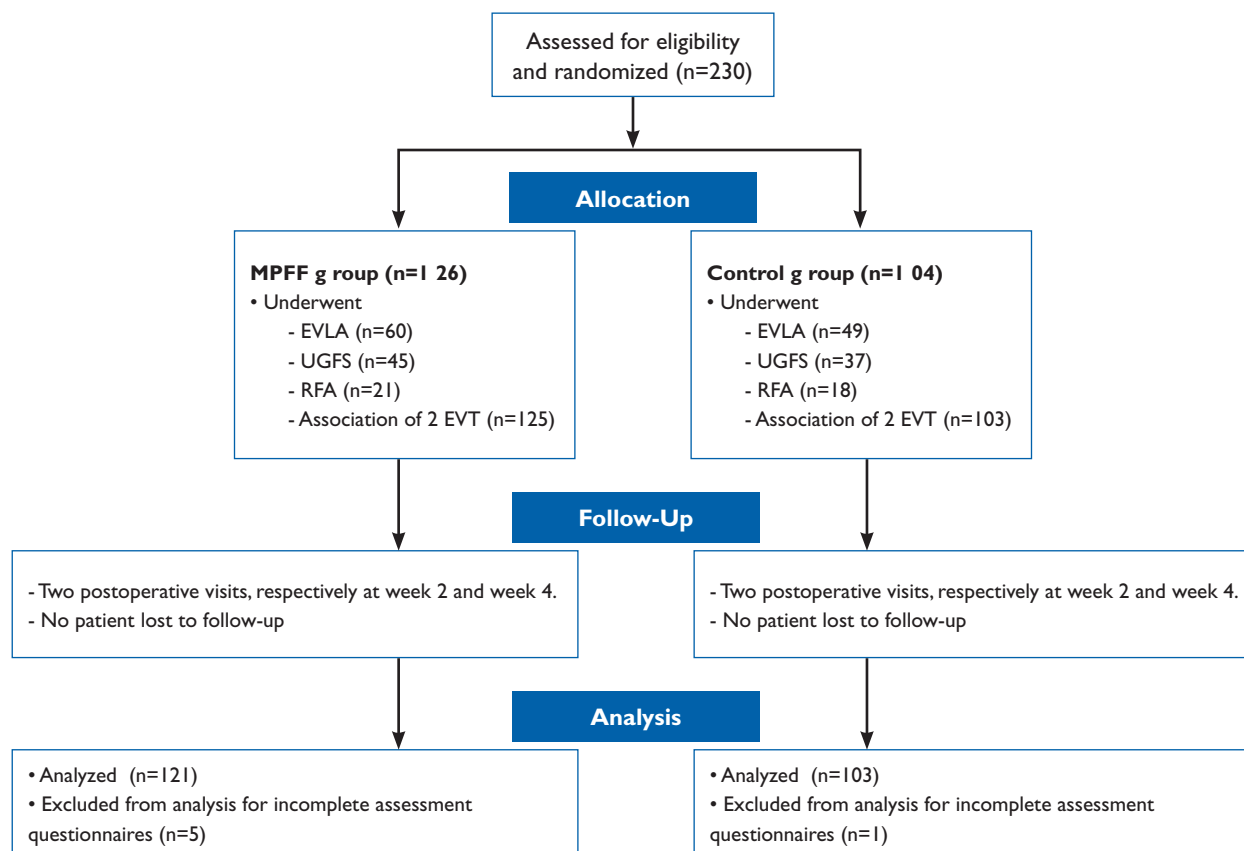 Assessed for eligibility
and randomized (n=230)
Allocation
MPFF g roup (n=1 26)
• Underwent
- EVLA (n=60)
- UGFS (n=45)
- RFA (n=21)
- Association of 2 EVT (n=125)
Control g roup (n=1 04)
• Underwent
- EVLA (n=49)
- UGFS (n=37)
- RFA (n=18)
- Association of 2 EVT (n=103)
Follow-Up
- Two postoperative visits, respectively at week 2 and week 4.
- No patient lost to follow-up
- Two postoperative visits, respectively at week 2 and week 4.
- No patient lost to follow-up
Analysis
• Analyzed (n=121)
• Excluded from analysis for incomplete assessment
questionnaires (n=5)
• Analyzed (n=103)
• Excluded from analysis for incomplete assessment
questionnaires (n=1)